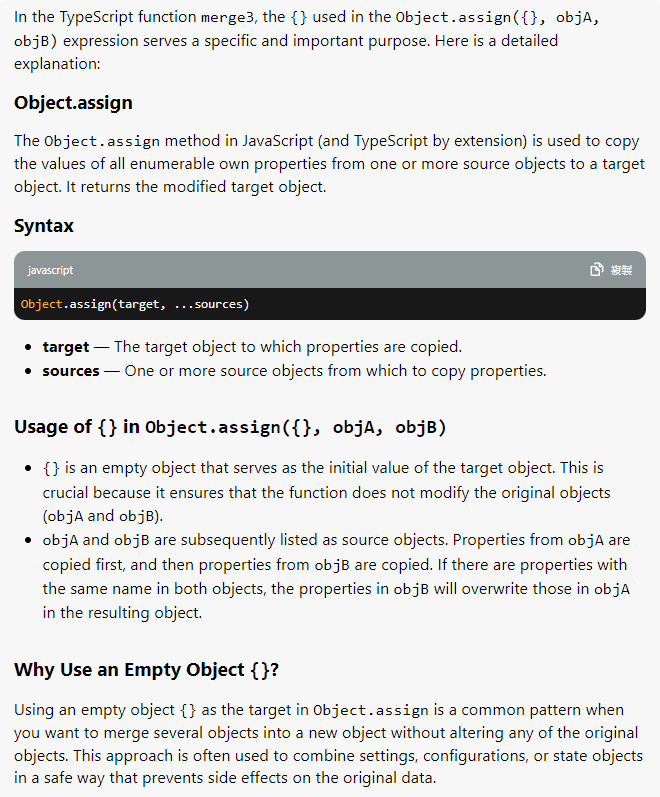 In the TypeScript function merge3, the {} used in the Object.assign({}, objA,
objB) expression serves a specific and important purpose. Here is a detailed
explanation:
Object.assign
The Object.assign method in JavaScript (and TypeScript by extension) is used to copy
the values of all enumerable own properties from one or more source objects to a target
object. It returns the modified target object.
Syntax
javascript 複製
Object.assign(target, ...sources)
• target — The target object to which properties are copied.
• sources — One or more source objects from which to copy properties.
Usage of {} in Object.assign({}, objA, objB)
• {} is an empty object that serves as the initial value of the target object. This is
crucial because it ensures that the function does not modify the original objects
(objA and objB).
• objA and objB are subsequently listed as source objects. Properties from objA are
copied first, and then properties from objB are copied. If there are properties with
the same name in both objects, the properties in objB will overwrite those in objA
in the resulting object.
Why Use an Empty Object {}?
Using an empty object {} as the target in Object.assign is a common pattern when
you want to merge several objects into a new object without altering any of the original
objects. This approach is often used to combine settings, configurations, or state objects
in a safe way that prevents side effects on the original data.